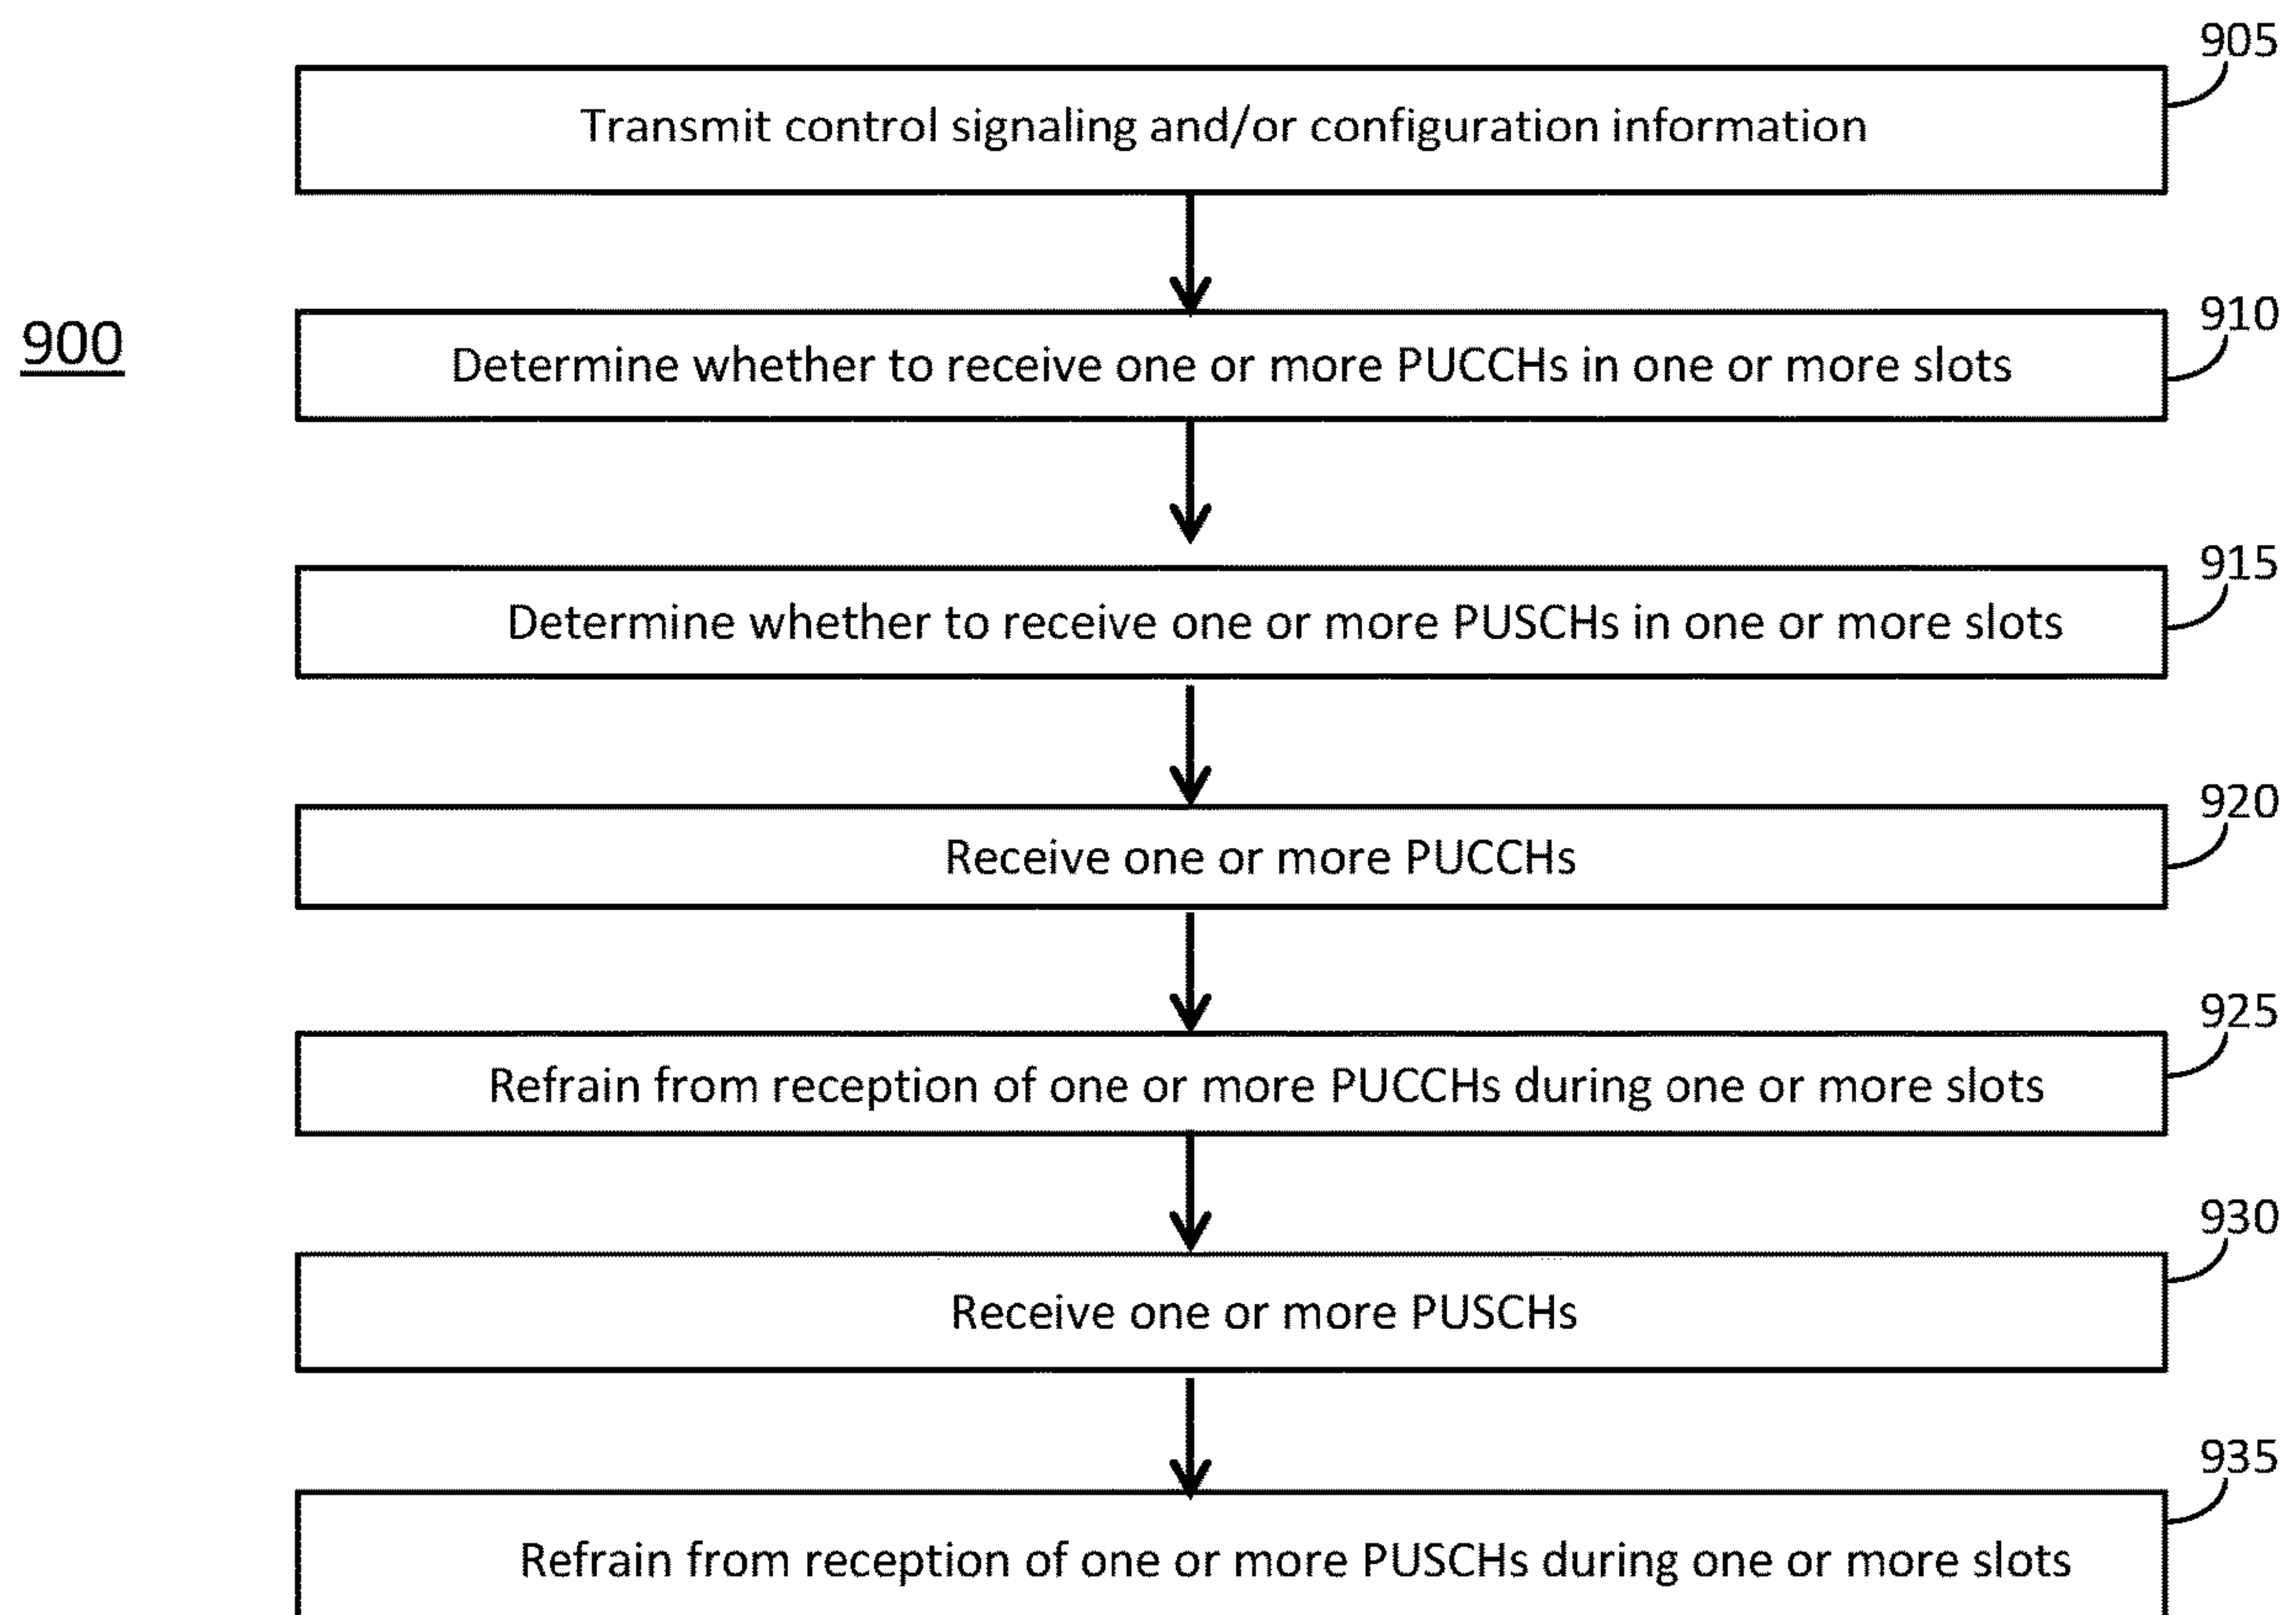 905
Transmit control signaling and/or configuration information
900
910
Determine whether to receive one or more PUCCHs in one or more slots
915
Determine whether to receive one or more PUSCHs in one or more slots
920
Receive one or more PUCCHs
925
Refrain from reception of one or more PUCCHs during one or more slots
930
Receive one or more PUSCHs
935
Refrain from reception of one or more PUSCHs during one or more slots